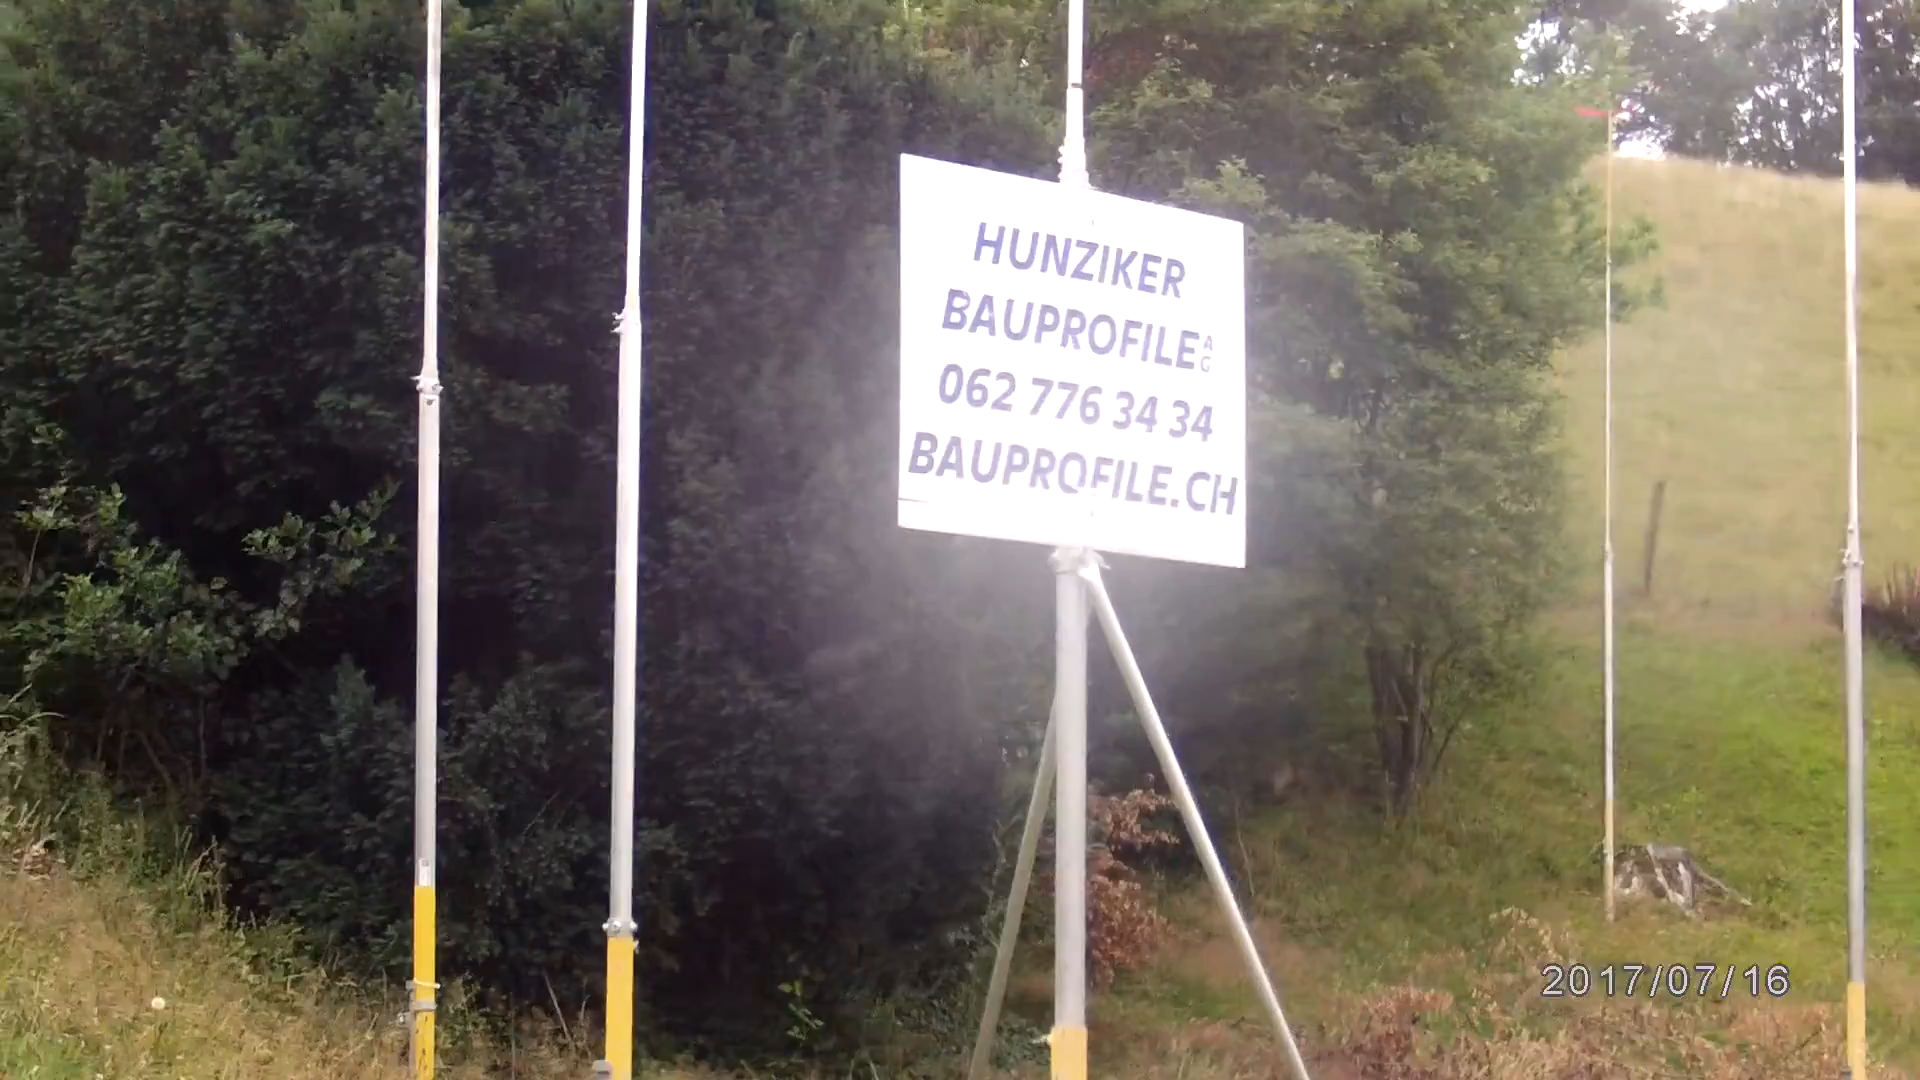 HUNZIKER
BAUPROFILE AG
062 776 34 34
BAUPROFILE.CH
2017/07/16